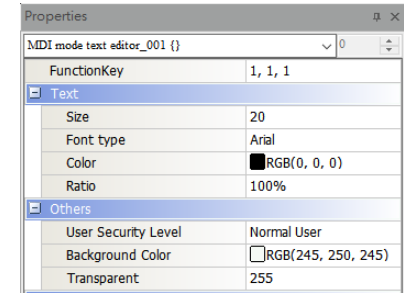 Properties
MDI mode text editor_001 {} 0
FunctionKey 1, 1, 1
Text
Size 20
Font type Arial
Color RGB(0, 0, 0)
Ratio 100%
Others
User Security Level Normal User
Background Color RGB(245, 250, 245)
Transparent 255